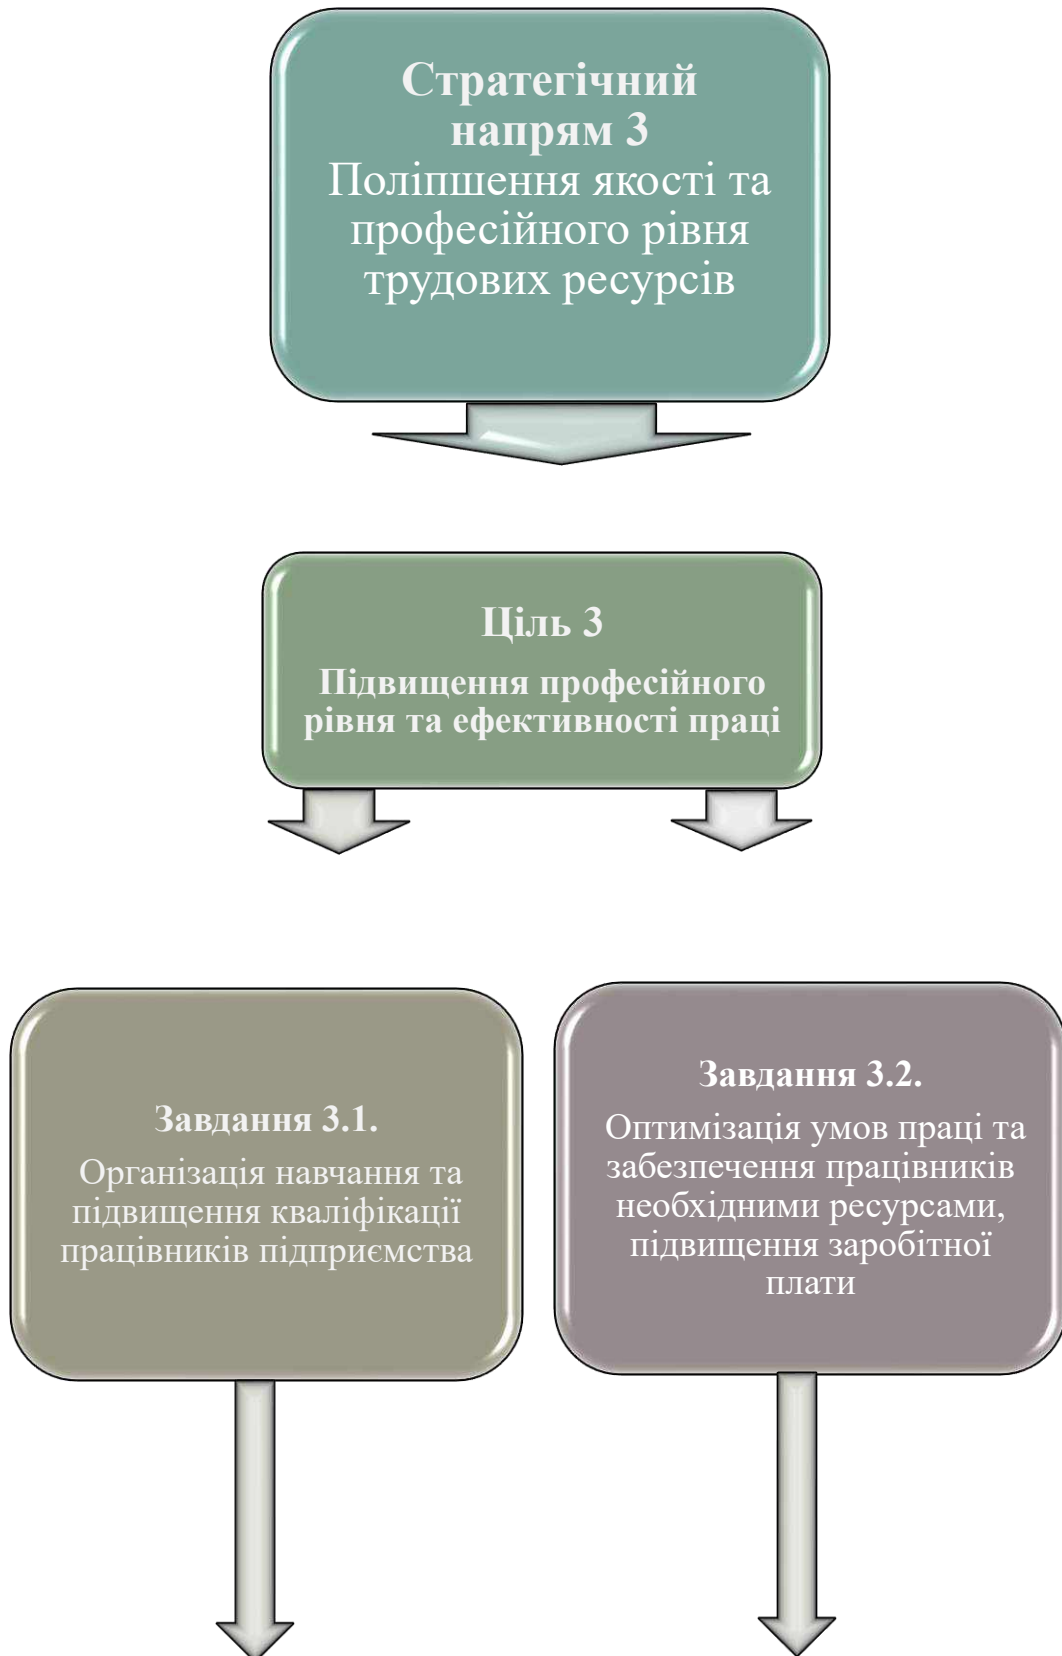 Стратегічний
напрям 3
Поліпшення якості та
професійного рівня
трудових ресурсів
Ціль 3
Підвищення професійного
рівня та ефективності праці
Завдання 3.1.
Організація навчання та
підвищення кваліфікації
працівників підприємства
Завдання 3.2.
Оптимізація умов праці та
забезпечення працівників
необхідними ресурсами,
підвищення заробітної
плати